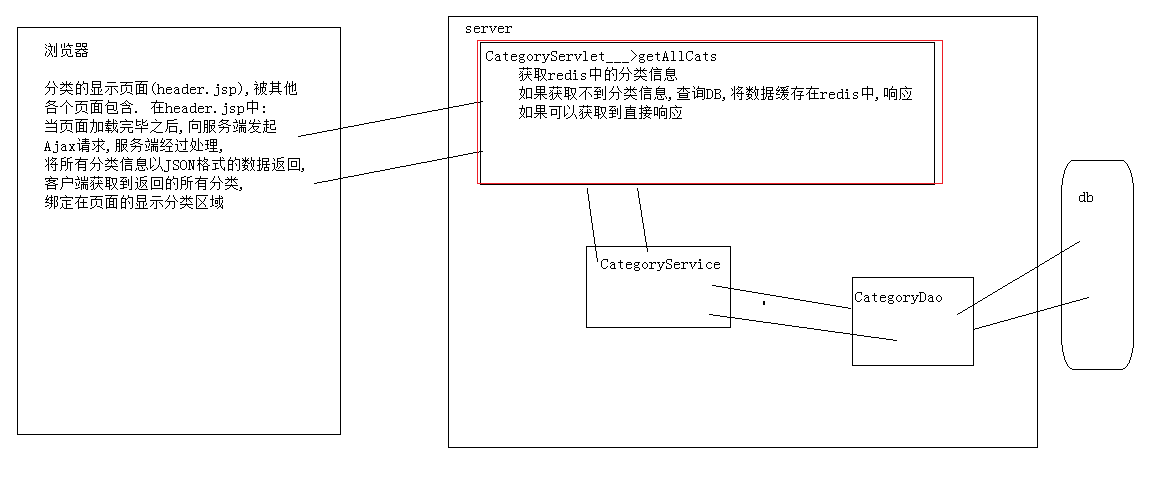 浏览器
分类的显示页面(header.jsp),被其他
各个页面包含. 在header.jsp中:
当页面加载完毕之后,向服务端发起
Ajax请求,服务端经过处理,
将所有分类信息以JSON格式的数据返回,
客户端获取到返回的所有分类,
绑定在页面的显示分类区域
server
CategoryServlet___>getAllCats
获取redis中的分类信息
如果获取不到分类信息,查询DB,将数据缓存在redis中,响应
如果可以获取到直接响应
CategoryService
CategoryDao
db